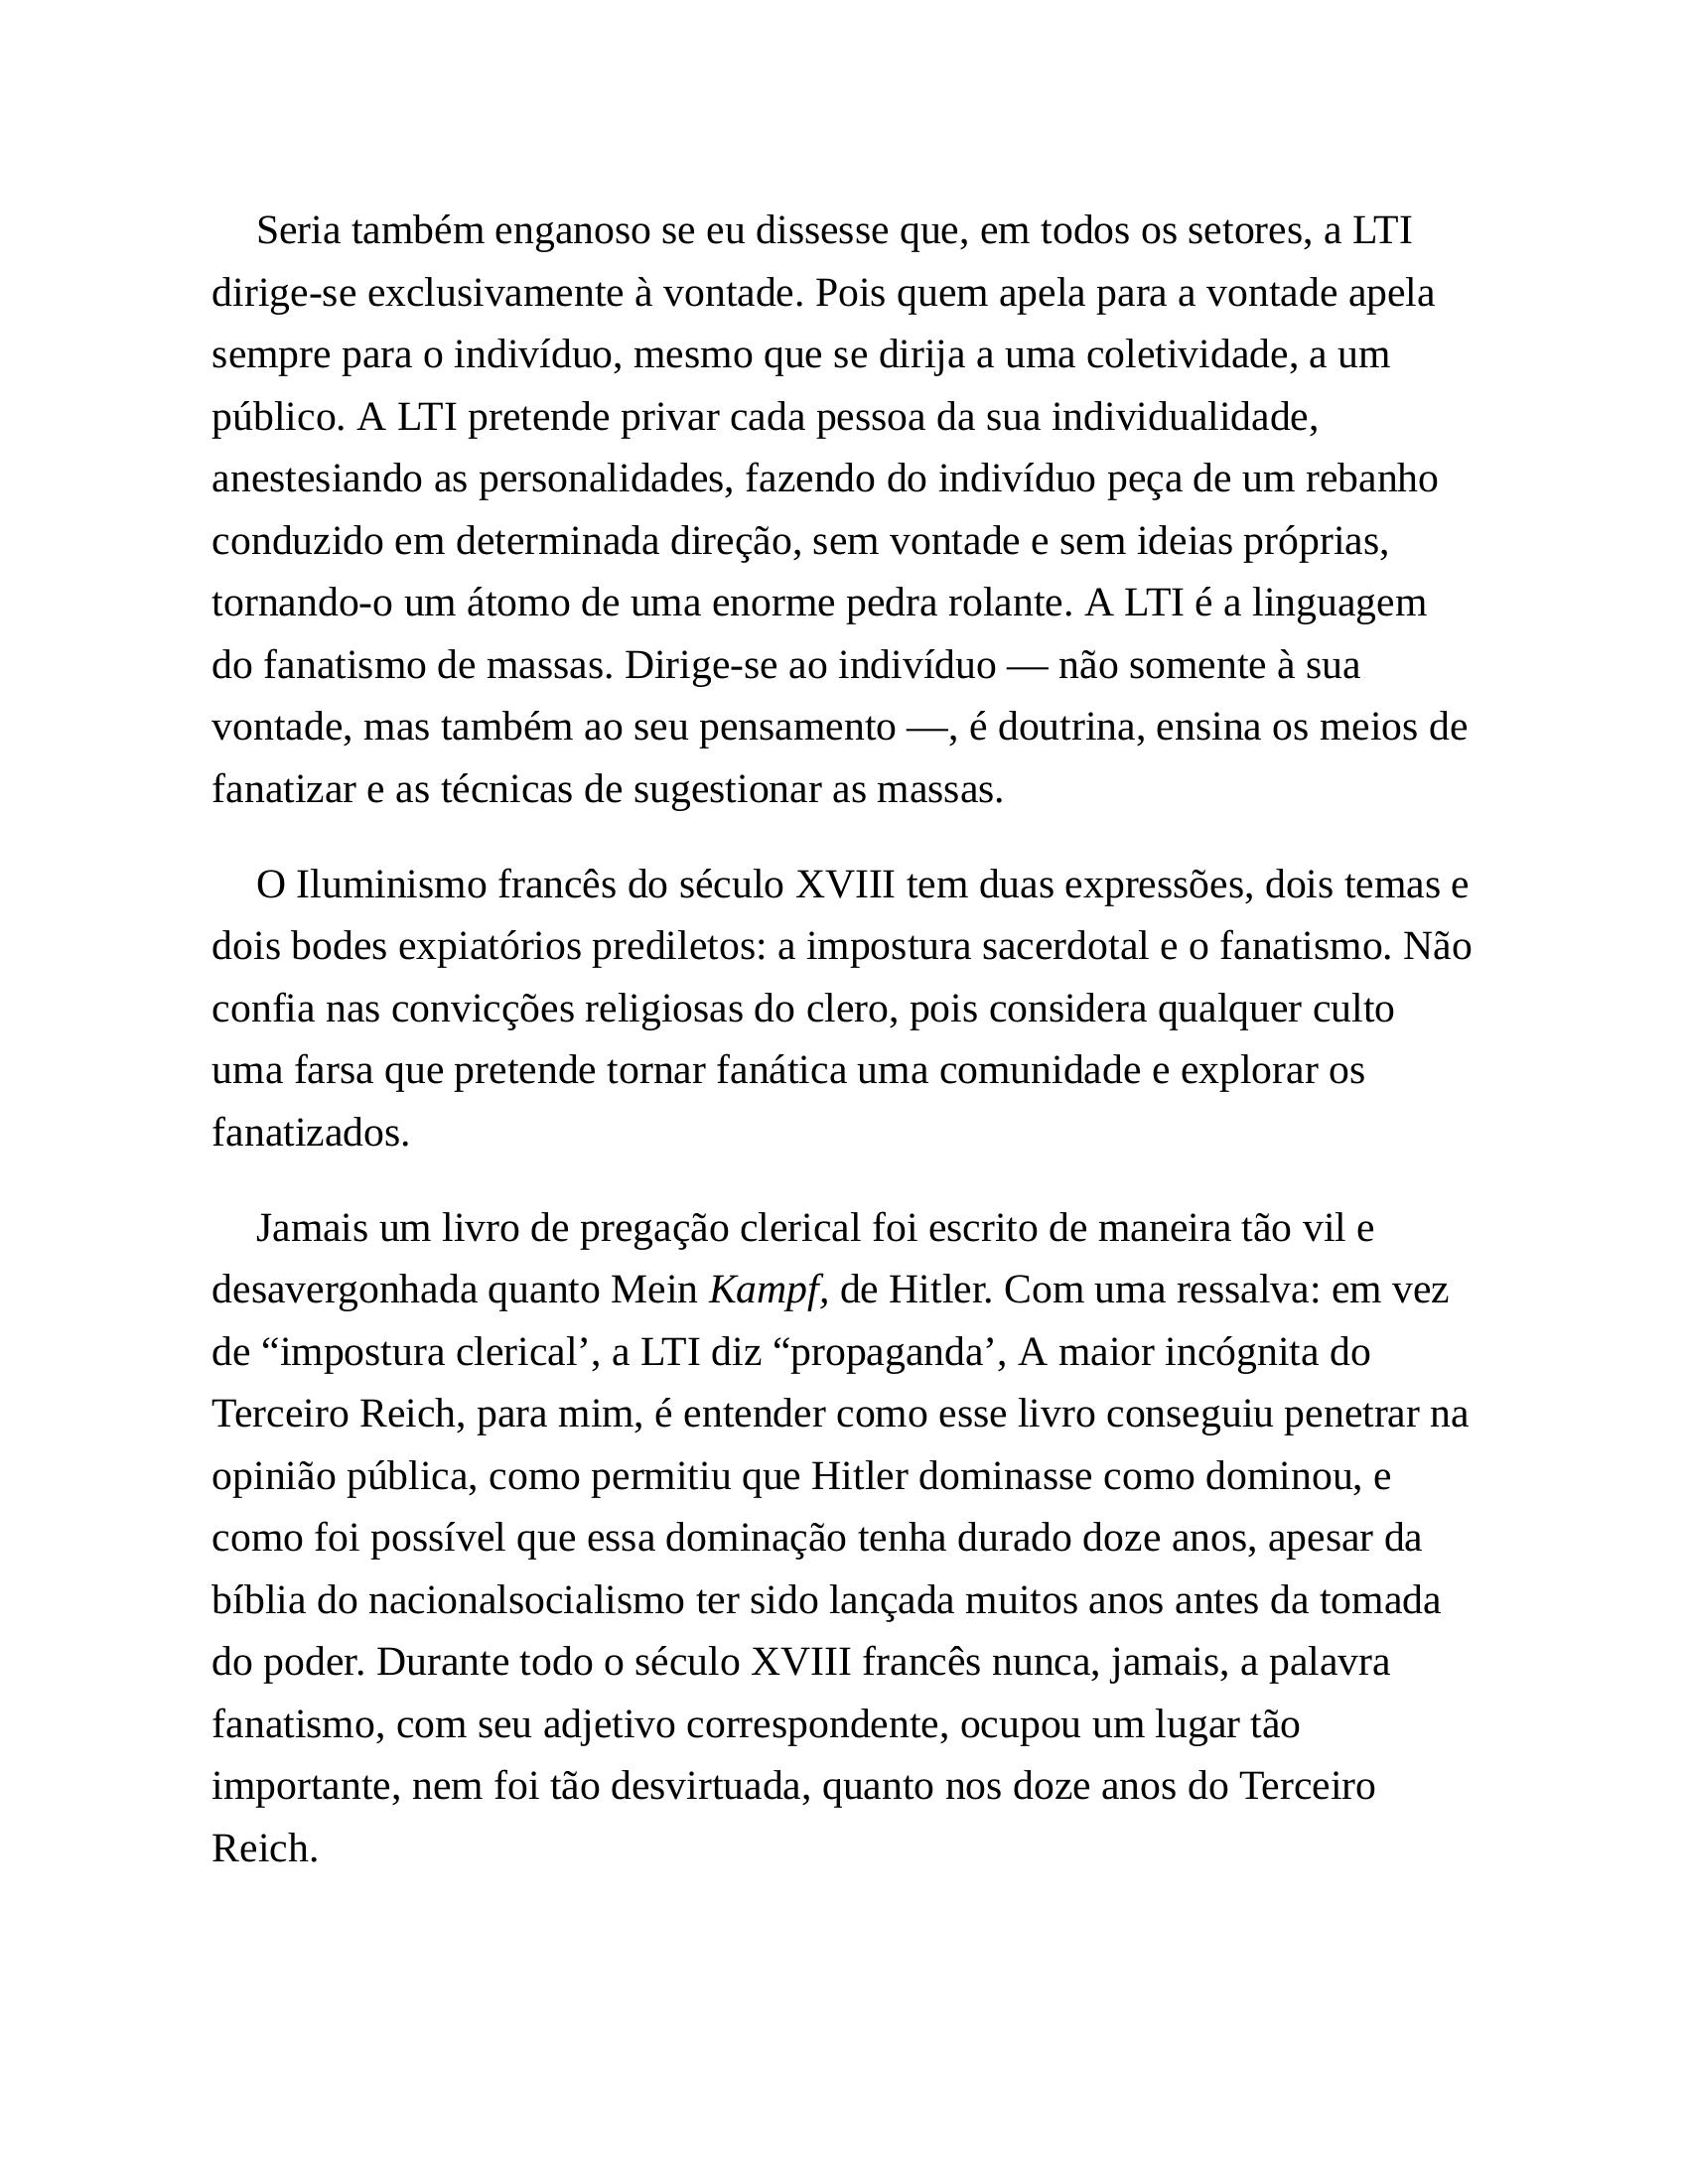 Seria também enganoso se eu dissesse que, em todos os setores, a LTI
dirige-se exclusivamente à vontade. Pois quem apela para a vontade apela
sempre para o indivíduo, mesmo que se dirija a uma coletividade, a um
público. A LTI pretende privar cada pessoa da sua individualidade,
anestesiando as personalidades, fazendo do indivíduo peça de um rebanho
conduzido em determinada direção, sem vontade e sem ideias próprias,
tornando-o um átomo de uma enorme pedra rolante. A LTI é a linguagem
do fanatismo de massas. Dirige-se ao indivíduo — não somente à sua
vontade, mas também ao seu pensamento —, é doutrina, ensina os meios de
fanatizar e as técnicas de sugestionar as massas.
O Iluminismo francês do século XVIII tem duas expressões, dois temas e
dois bodes expiatórios prediletos: a impostura sacerdotal e o fanatismo. Não
confia nas convicções religiosas do clero, pois considera qualquer culto
uma farsa que pretende tornar fanática uma comunidade e explorar os
fanatizados.
Jamais um livro de pregação clerical foi escrito de maneira tão vil e
desavergonhada quanto Mein Kampf, de Hitler. Com uma ressalva: em vez
de “impostura clerical’, a LTI diz “propaganda’, A maior incógnita do
Terceiro Reich, para mim, é entender como esse livro conseguiu penetrar na
opinião pública, como permitiu que Hitler dominasse como dominou, e
como foi possível que essa dominação tenha durado doze anos, apesar da
bíblia do nacionalsocialismo ter sido lançada muitos anos antes da tomada
do poder. Durante todo o século XVIII francês nunca, jamais, a palavra
fanatismo, com seu adjetivo correspondente, ocupou um lugar tão
importante, nem foi tão desvirtuada, quanto nos doze anos do Terceiro
Reich.